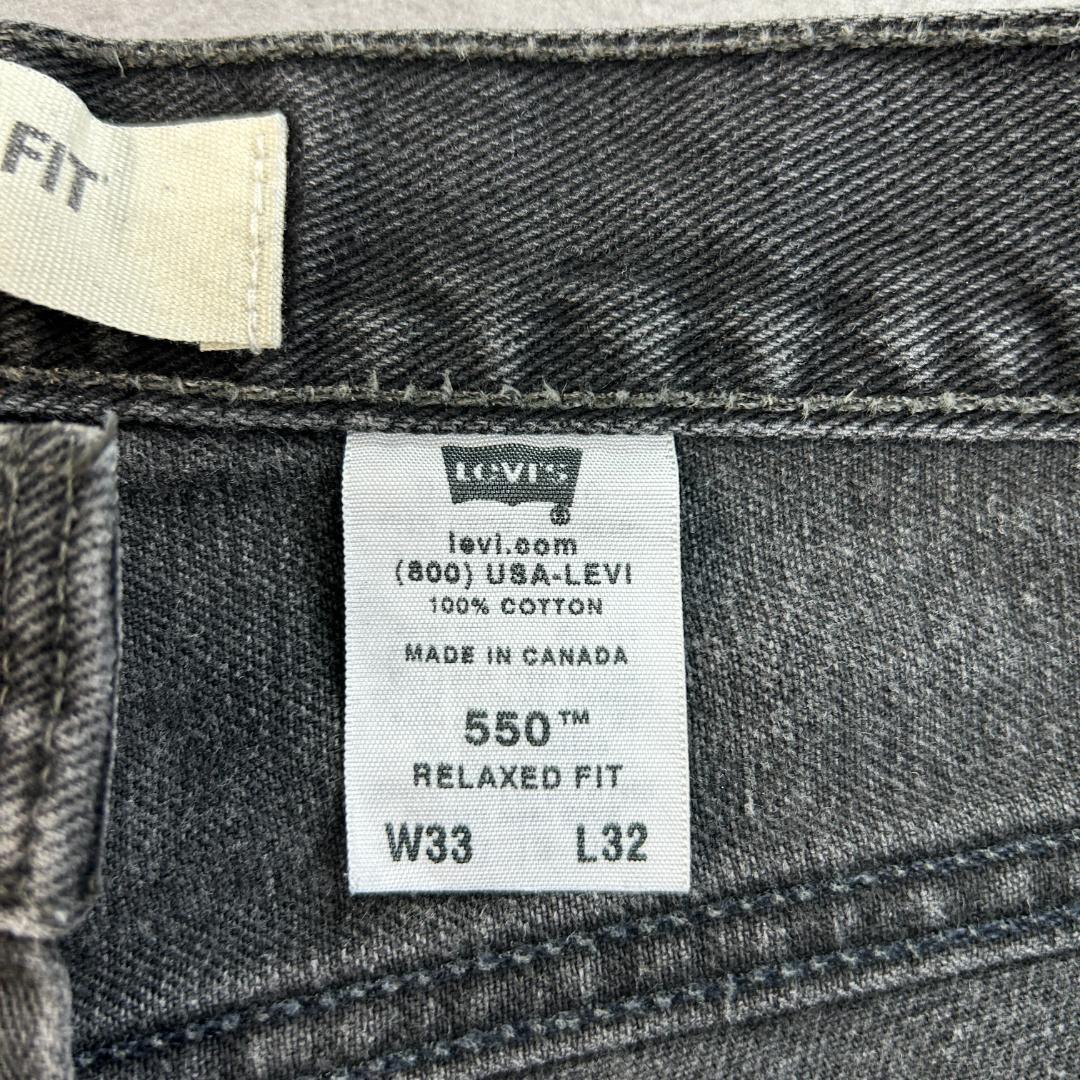 FIT
LEVI'S
®
levi.com
(800) USA-LEVI
100% COTTON
MADE IN CANADA
550™
RELAXED FIT
W33 L32